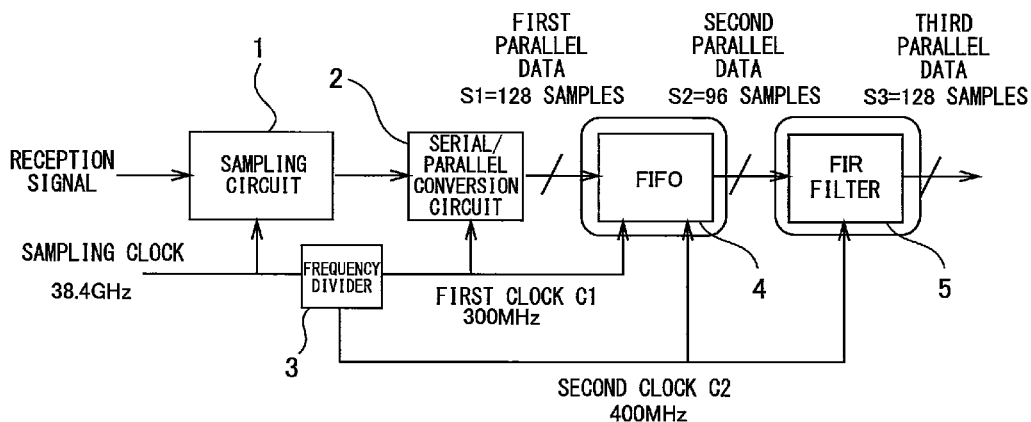 FIRST
PARALLEL
DATA
S1=128 SAMPLES
SECOND
PARALLEL
DATA
S2=96 SAMPLES
THIRD
PARALLEL
DATA
S3=128 SAMPLES
1
2
RECEPTION
SIGNAL
SAMPLING
CIRCUIT
SERIAL/
PARALLEL
CONVERSION
CIRCUIT
FIFO
FIR
FILTER
SAMPLING CLOCK
38.4GHz
FREQUENCY
DIVIDER
3
FIRST CLOCK C1
300MHz
4
5
SECOND CLOCK C2
400MHz